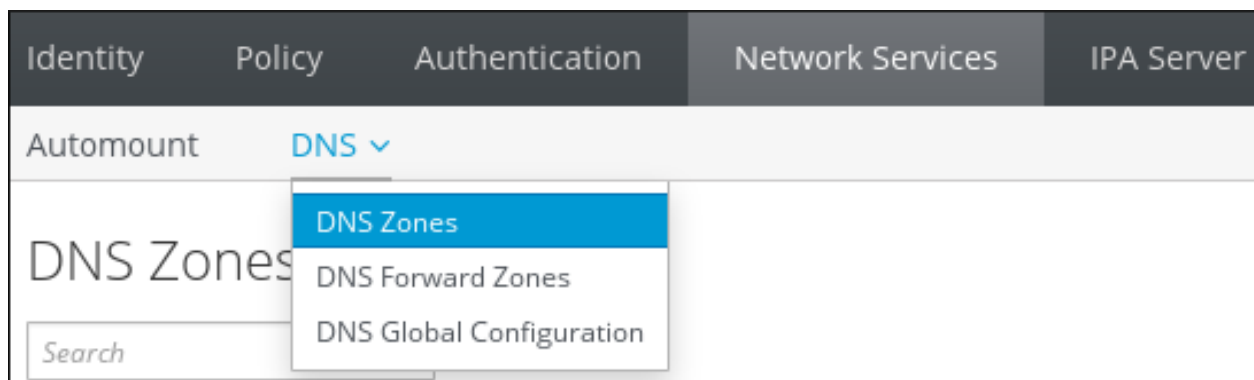 Identity Policy Authentication Network Services IPA Server
Automount DNS
DNS Zones
DNS Zones
DNS Forward Zones
DNS Global Configuration
Search